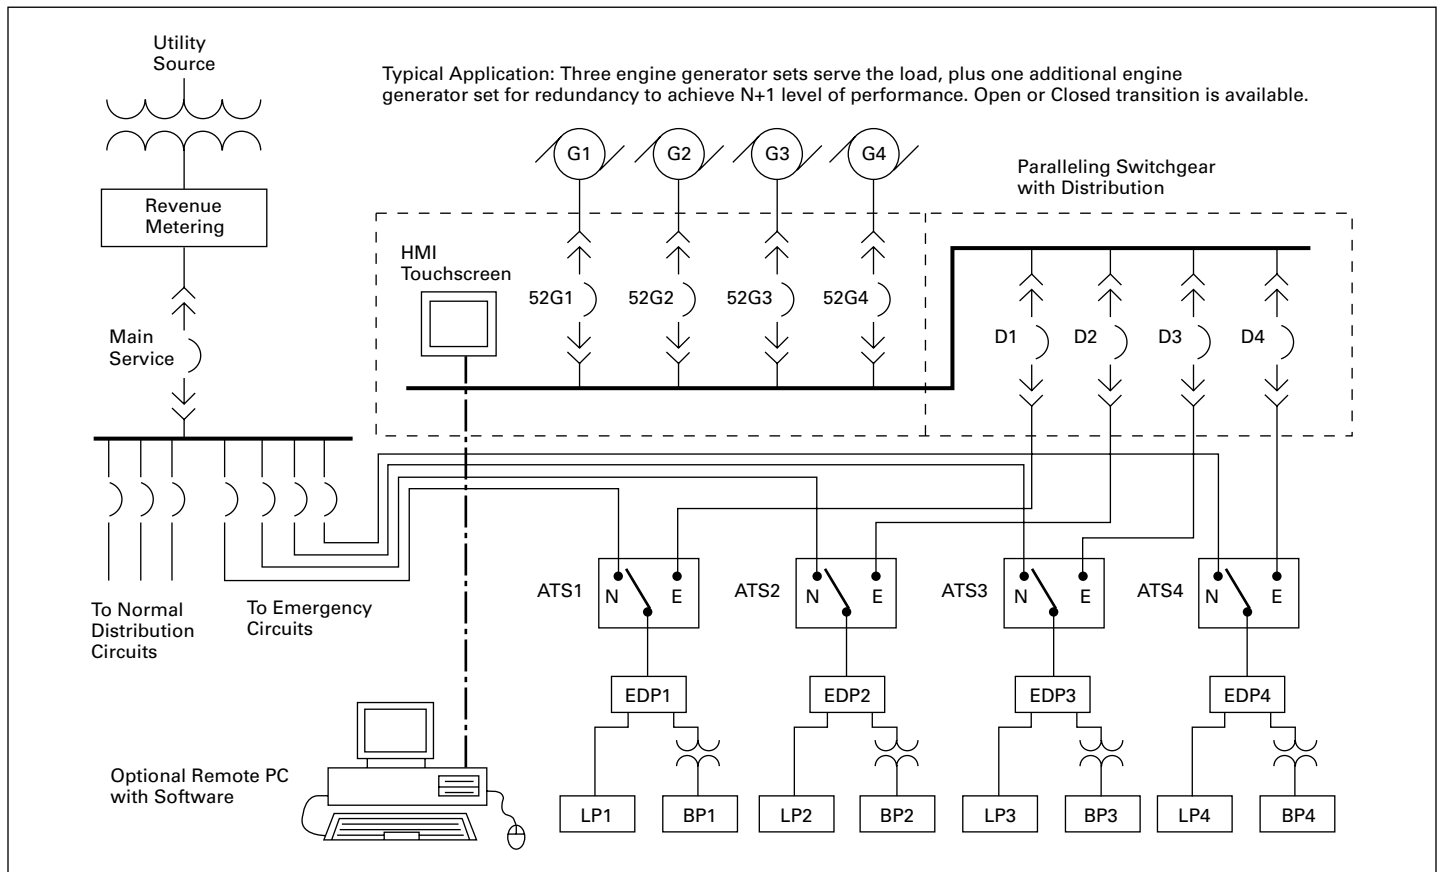 Utility
Source
Typical Application: Three engine generator sets serve the load, plus one additional engine
generator set for redundancy to achieve N+1 level of performance. Open or Closed transition is available.
G1
G2
G3
G4
Paralleling Switchgear
with Distribution
Revenue
Metering
HMI
Touchscreen
52G1
52G2
52G3
52G4
Main
Service
D1
D2
D3
D4
ATS1
N
E
ATS2
N
E
ATS3
N
E
ATS4
N
E
To Normal
Distribution
Circuits
To Emergency
Circuits
EDP1
EDP2
EDP3
EDP4
Optional Remote PC
with Software
LP1
BP1
LP2
BP2
LP3
BP3
LP4
BP4